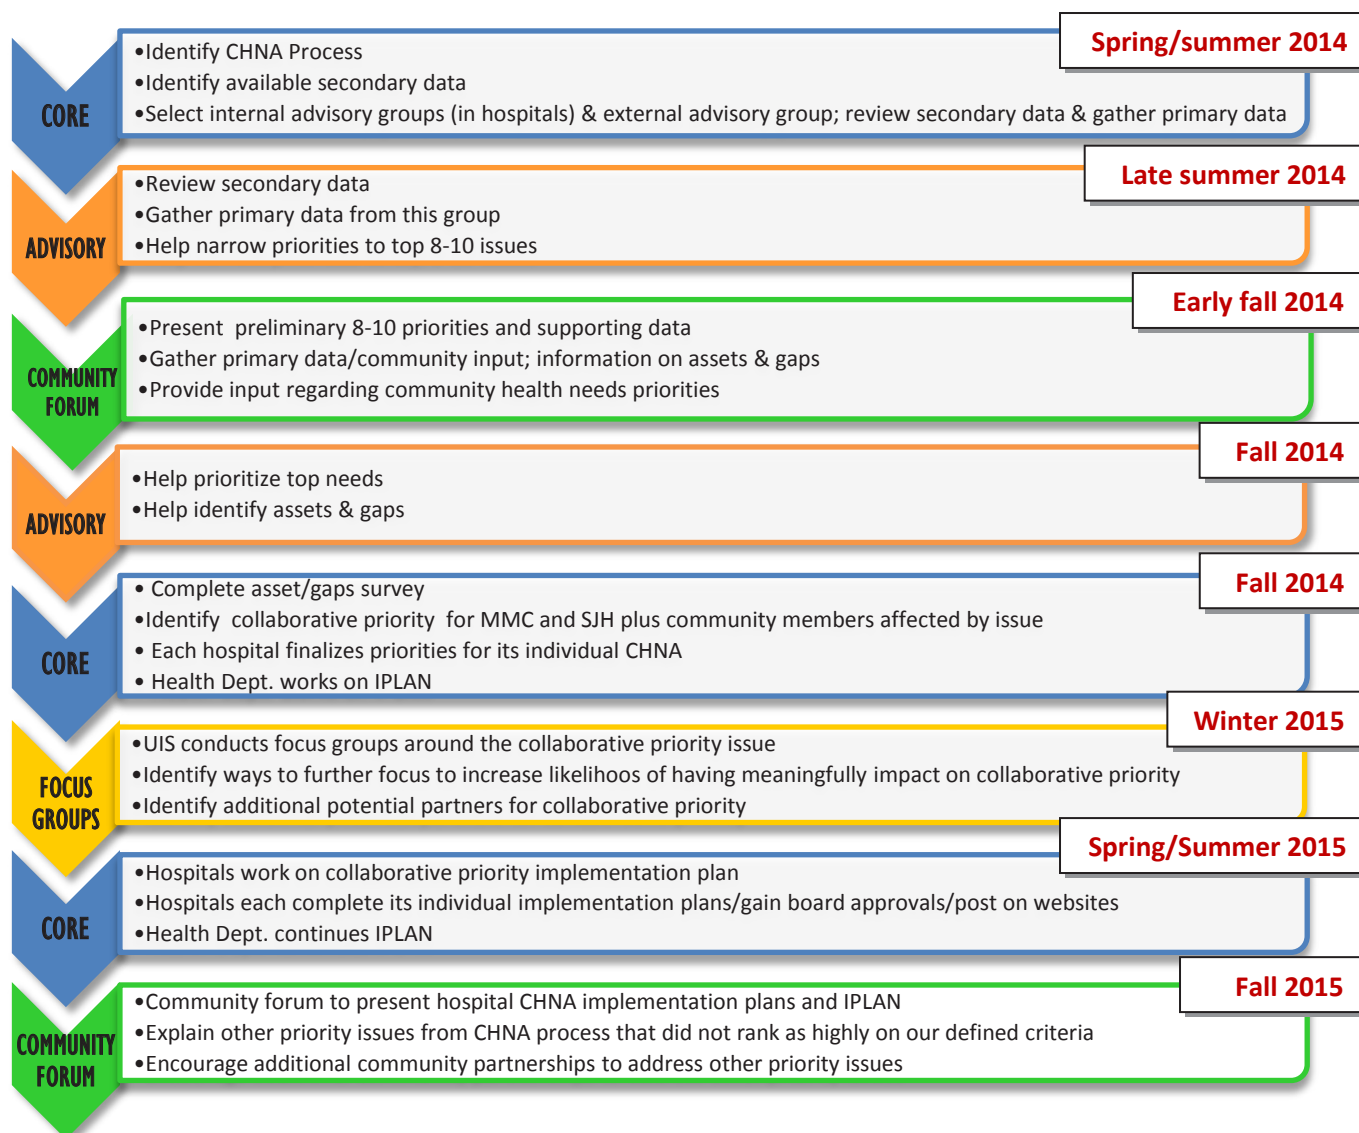 Spring/summer 2014
CORE
•Identify CHNA Process
•Identify available secondary data
•Select internal advisory groups (in hospitals) & external advisory group; review secondary data & gather primary data
Late summer 2014
ADVISORY
•Review secondary data
•Gather primary data from this group
•Help narrow priorities to top 8-10 issues
Early fall 2014
COMMUNITY
FORUM
•Present preliminary 8-10 priorities and supporting data
•Gather primary data/community input; information on assets & gaps
•Provide input regarding community health needs priorities
Fall 2014
ADVISORY
•Help prioritize top needs
•Help identify assets & gaps
Fall 2014
CORE
• Complete asset/gaps survey
•Identify collaborative priority for MMC and SJH plus community members affected by issue
• Each hospital finalizes priorities for its individual CHNA
• Health Dept. works on IPLAN
Winter 2015
FOCUS
GROUPS
•UIS conducts focus groups around the collaborative priority issue
•Identify ways to further focus to increase likelihoos of having meaningfully impact on collaborative priority
•Identify additional potential partners for collaborative priority
Spring/Summer 2015
CORE
•Hospitals work on collaborative priority implementation plan
•Hospitals each complete its individual implementation plans/gain board approvals/post on websites
•Health Dept. continues IPLAN
Fall 2015
COMMUNITY
FORUM
•Community forum to present hospital CHNA implementation plans and IPLAN
•Explain other priority issues from CHNA process that did not rank as highly on our defined criteria
•Encourage additional community partnerships to address other priority issues